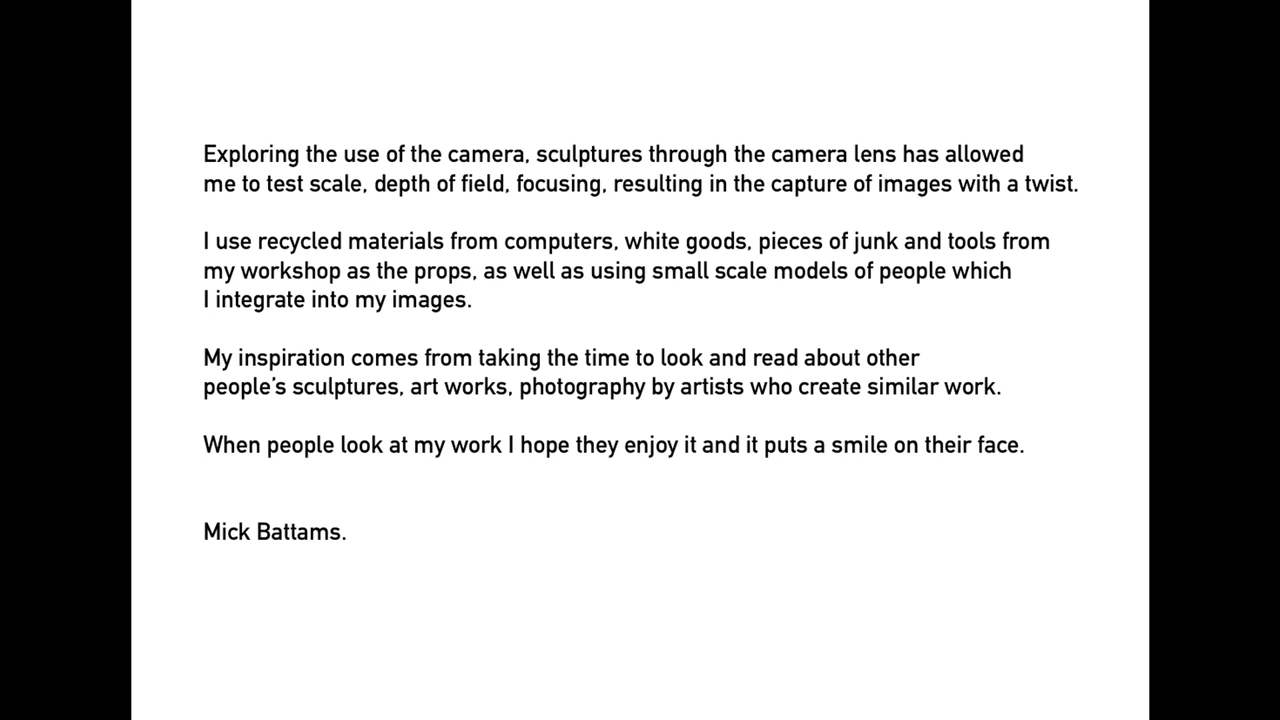 Exploring the use of the camera, sculptures through the camera lens has allowed
me to test scale, depth of field, focusing, resulting in the capture of images with a twist.
I use recycled materials from computers, white goods, pieces of junk and tools from
my workshop as the props, as well as using small scale models of people which
I integrate into my images.
My inspiration comes from taking the time to look and read about other
people’s sculptures, art works, photography by artists who create similar work.
When people look at my work I hope they enjoy it and it puts a smile on their face.
Mick Battams.